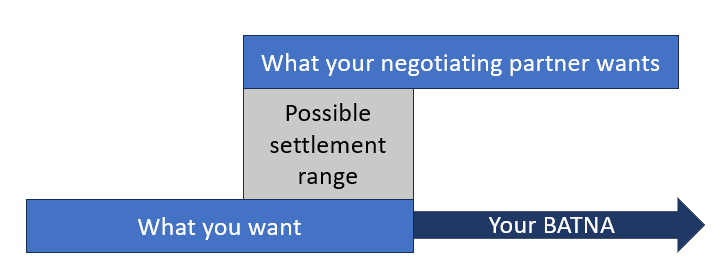 What your negotiating partner wants
Possible
settlement
range
What you want
Your BATNA